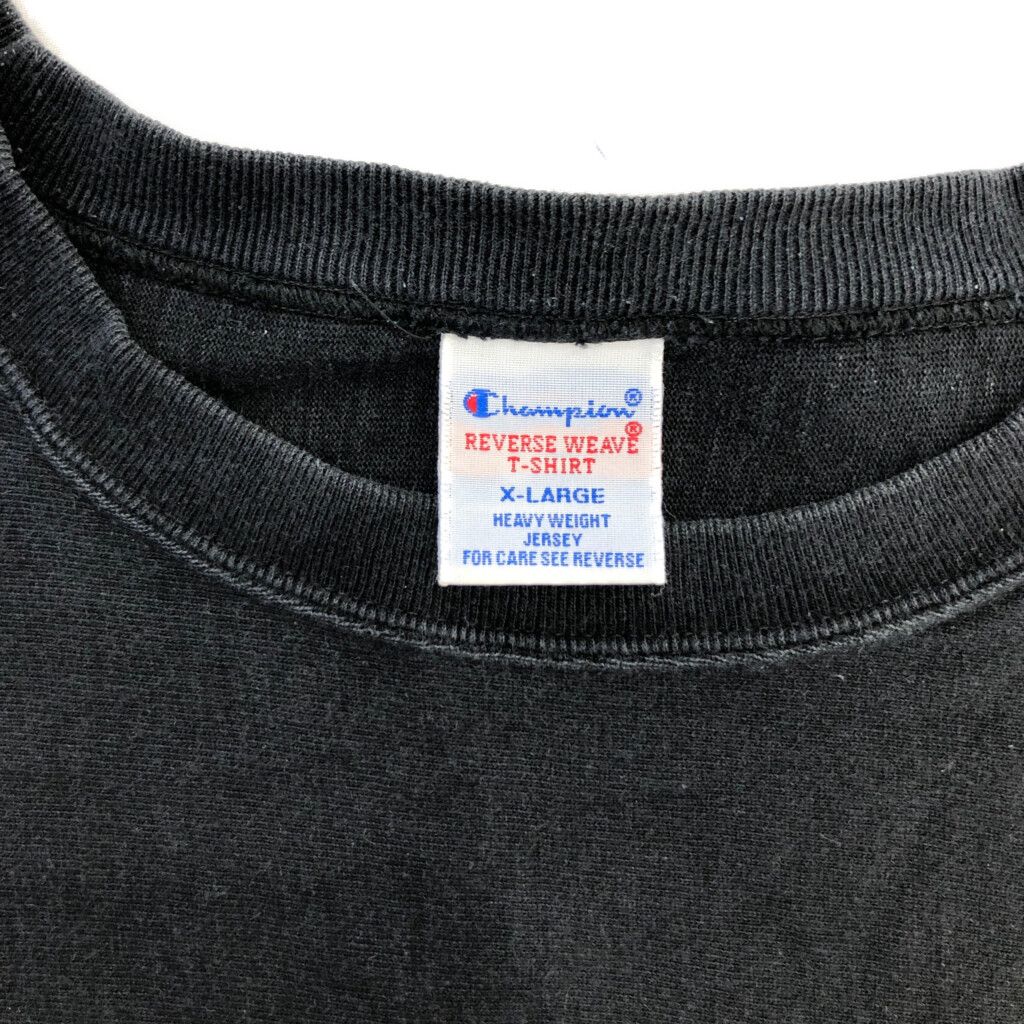 Champion®
REVERSE WEAVE®
T-SHIRT
X-LARGE
HEAVY WEIGHT
JERSEY
FOR CARE SEE REVERSE